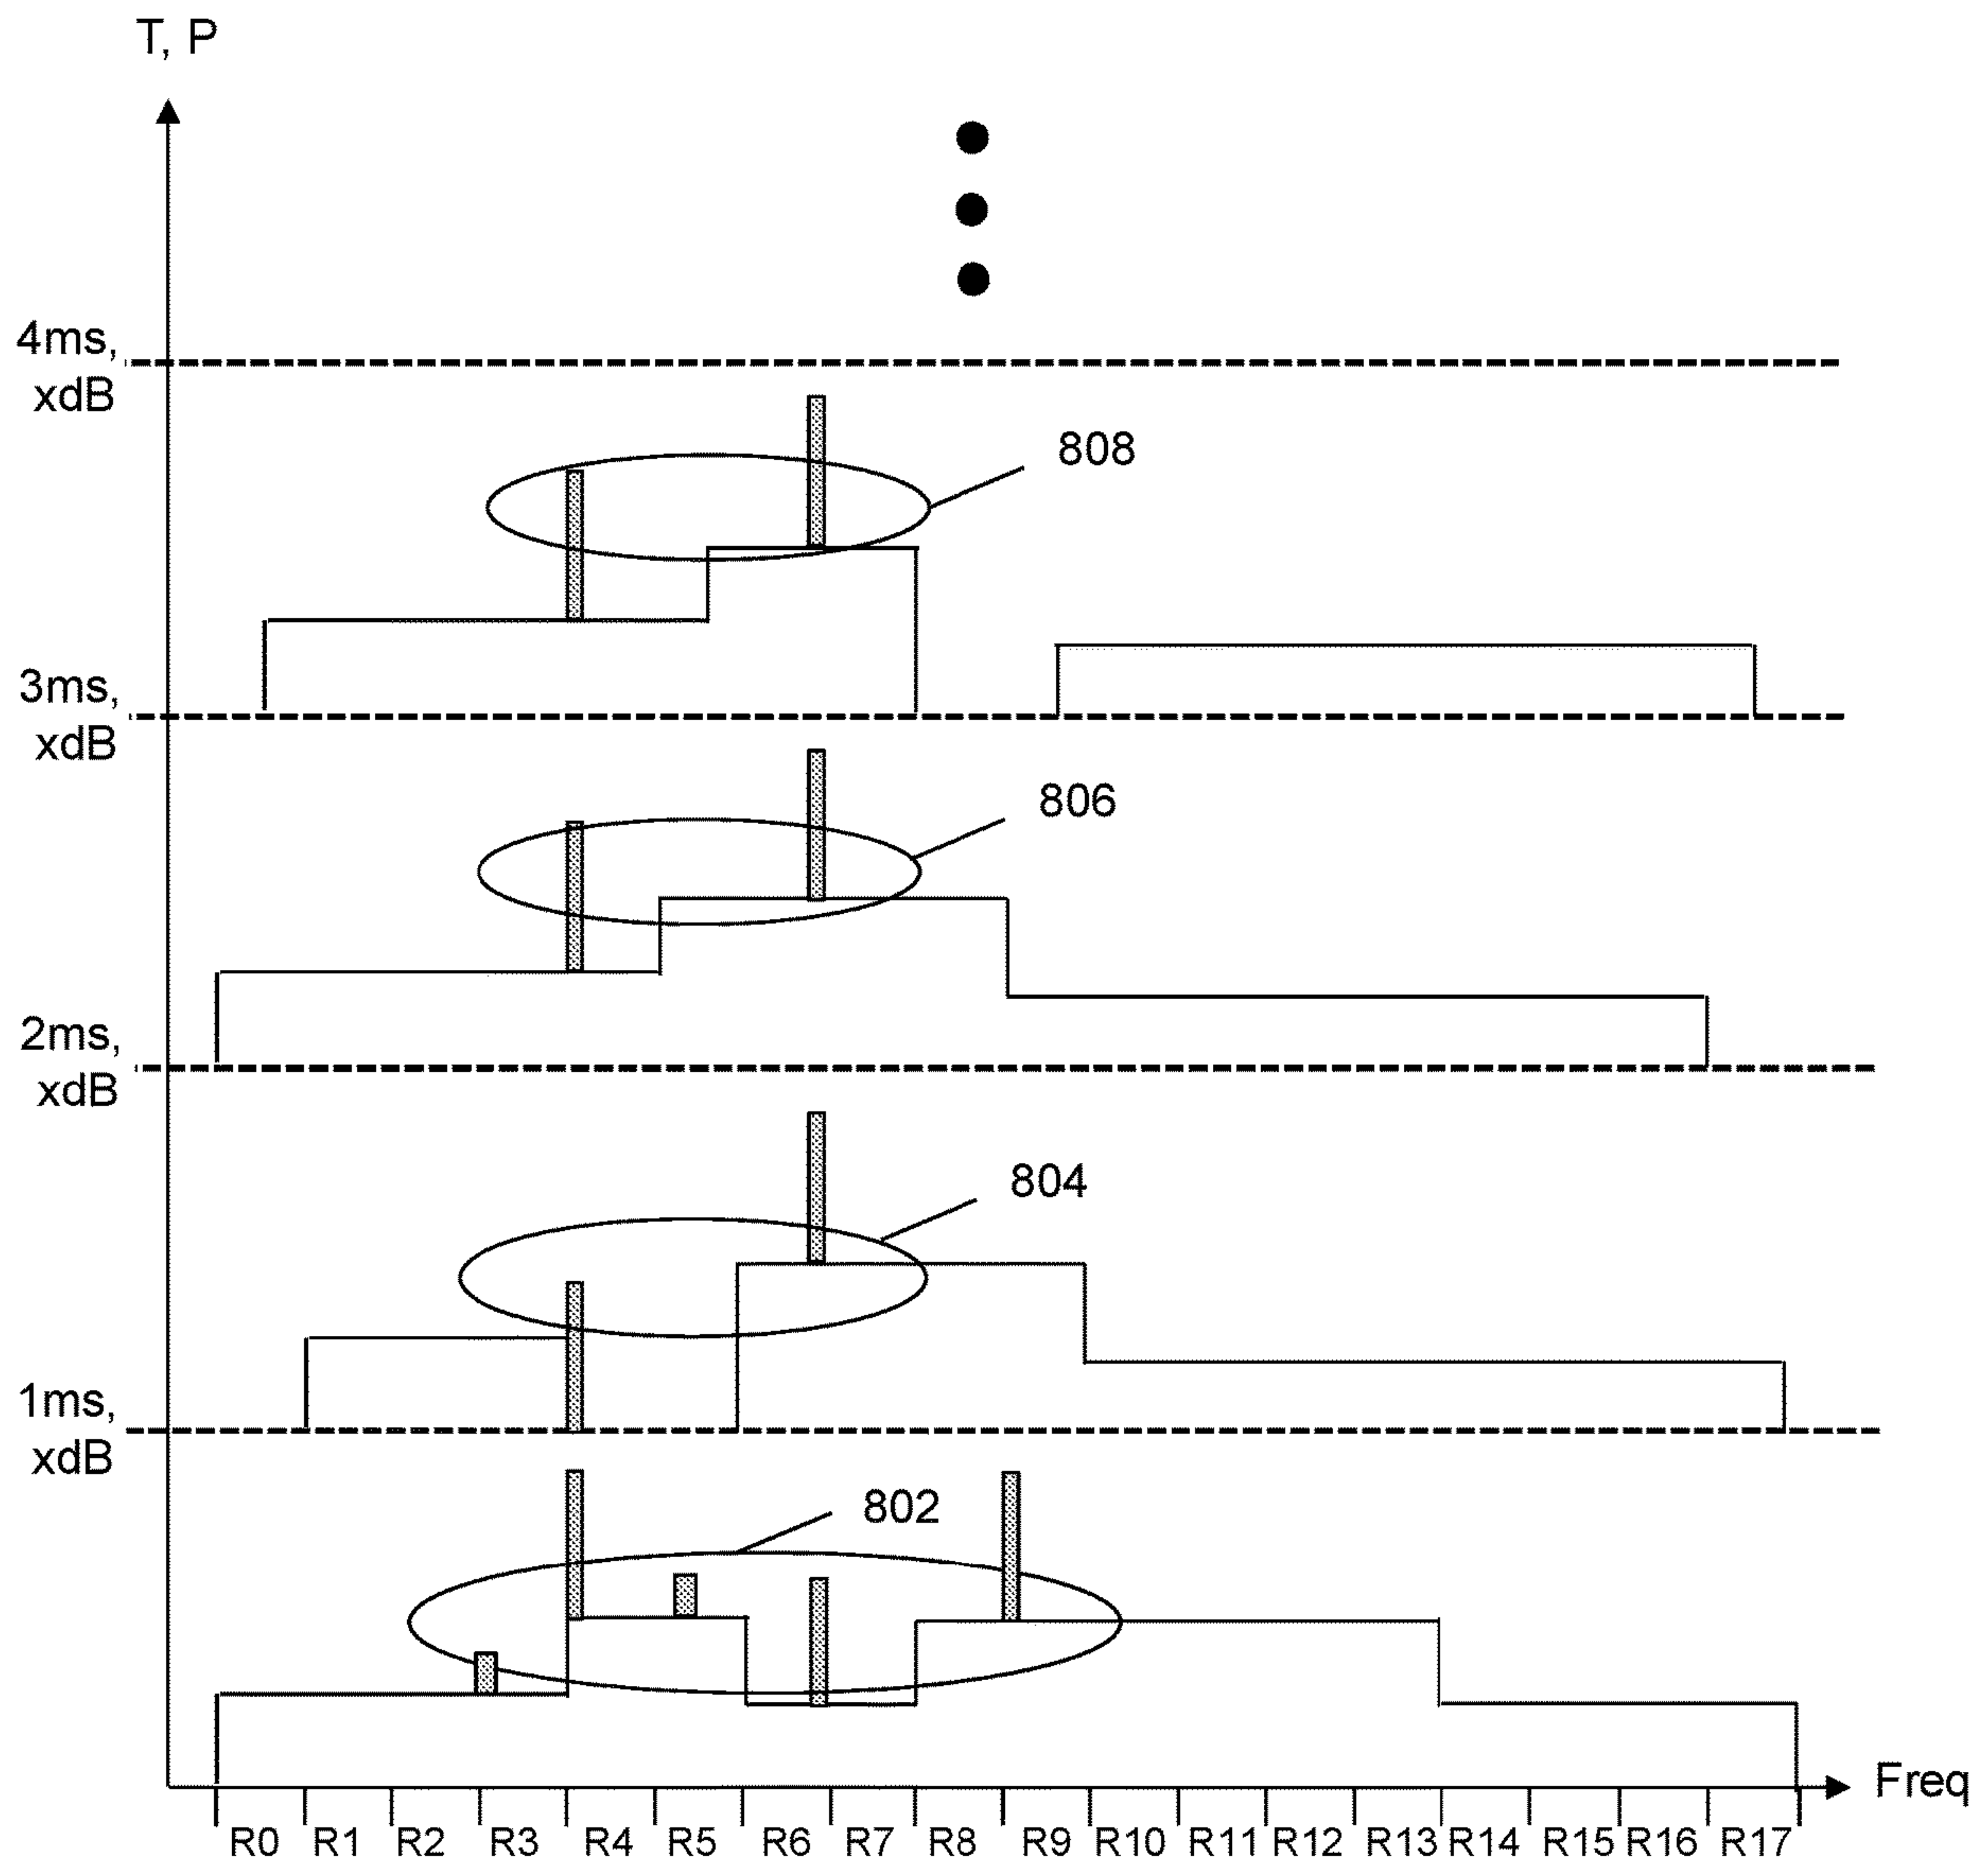 T, P
4ms,
xdB
808
3ms,
xdB
806
2ms,
xdB
804
1ms,
xdB
802
Freq
R0 R1 R2 R3 R4 R5 R6 R7 R8 R9 R10 R11 R12 R13 R14 R15 R16 R17